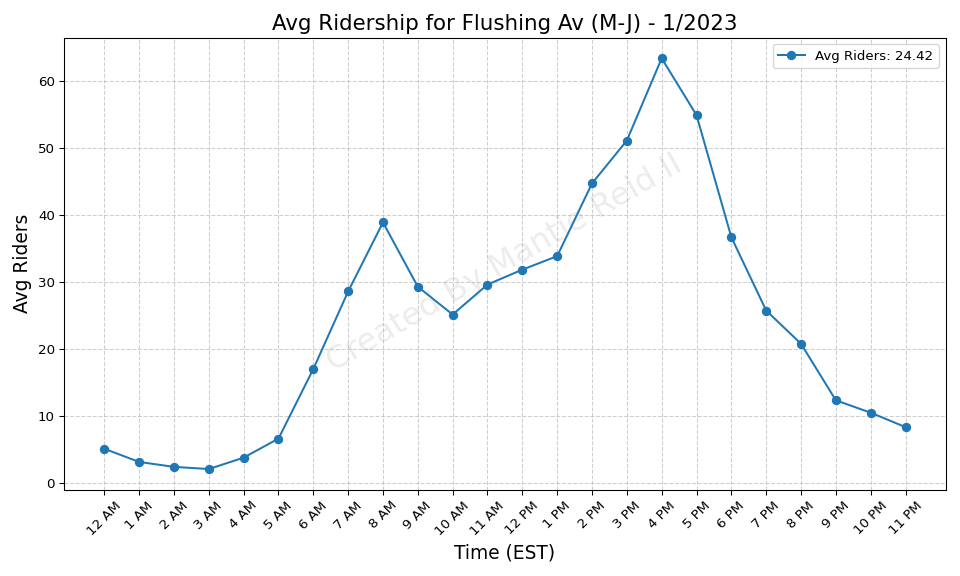 Avg Ridership for Flushing Av (M-J) - 1/2023
Avg Riders: 24.42
Avg Riders
60
50
40
30
20
10
0
Created By Mantie Reid II
12 AM
1 AM
2 AM
3 AM
4 AM
5 AM
6 AM
7 AM
8 AM
9 AM
10 AM
11 AM
12 PM
1 PM
2 PM
3 PM
4 PM
5 PM
6 PM
7 PM
8 PM
9 PM
10 PM
11 PM
Time (EST)